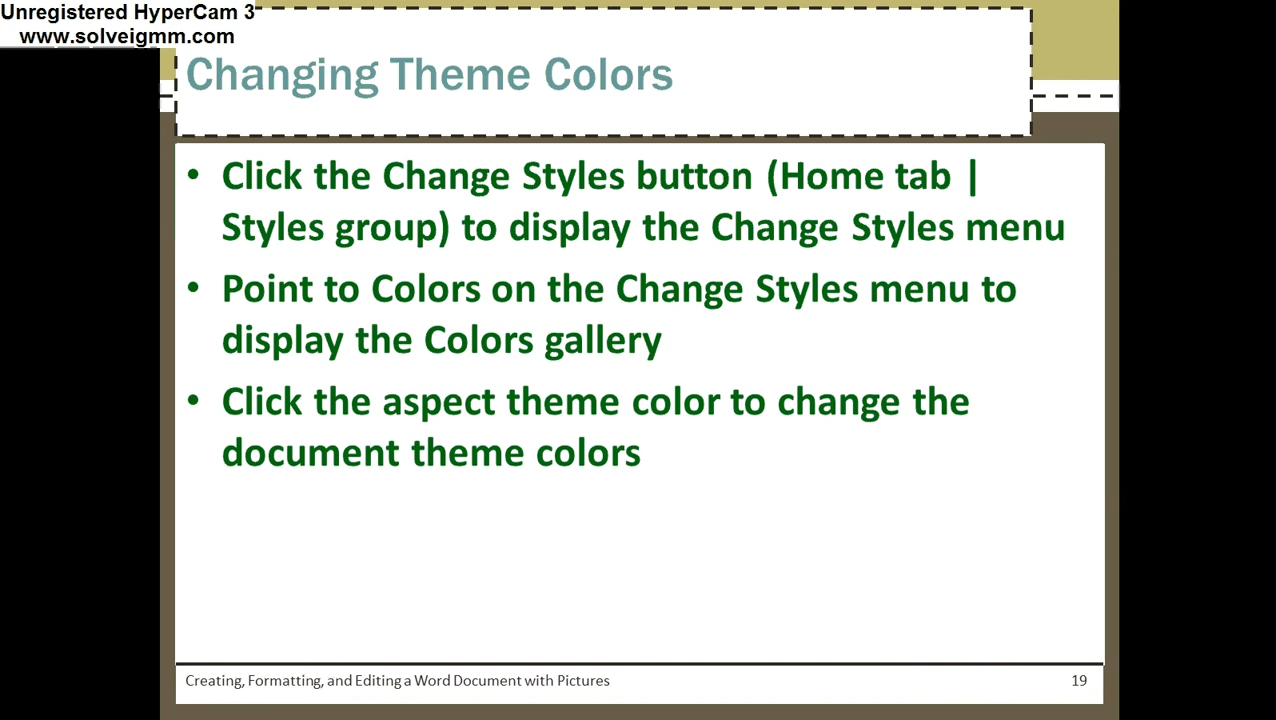 Unregistered HyperCam 3
www.solveigmm.com
Changing Theme Colors
• Click the Change Styles button (Home tab |
Styles group) to display the Change Styles menu
• Point to Colors on the Change Styles menu to
display the Colors gallery
• Click the aspect theme color to change the
document theme colors
Creating, Formatting, and Editing a Word Document with Pictures 19